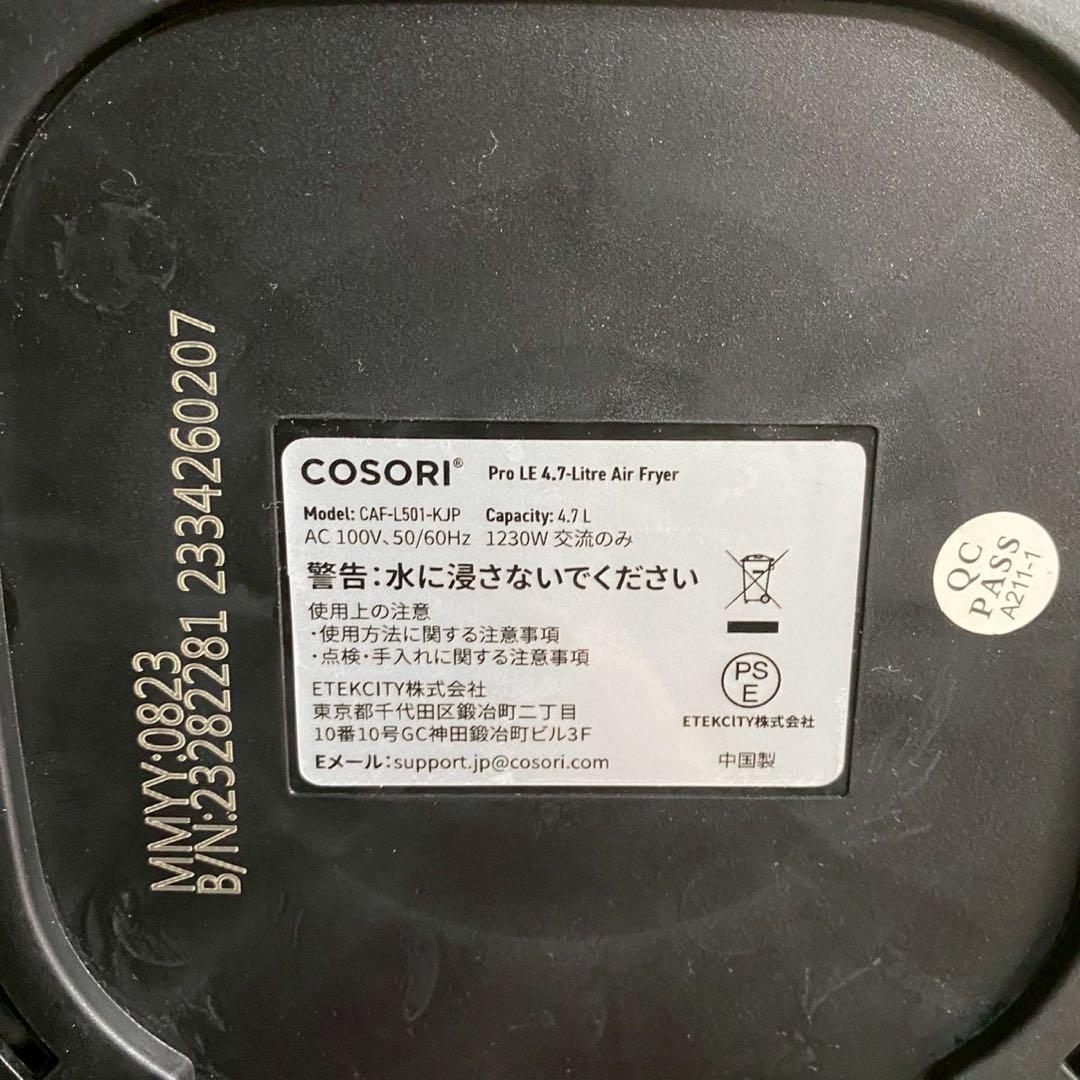 MMYY:0823
B/N:23282281 2334260207
COSORI® Pro LE 4.7-Litre Air Fryer
Model: CAF-L501-KJP Capacity: 4.7 L
AC 100V、50/60Hz 1230W 交流のみ
警告：水に浸さないでください
使用上の注意
・使用方法に関する注意事項
・点検・手入れに関する注意事項
ETEKCITY株式会社
東京都千代田区鍛冶町二丁目
10番10号GC神田鍛冶町ビル3F
Eメール：support.jp@cosori.com
PS
E
ETEKCITY株式会社
中国製
QC
PASS
A211-1